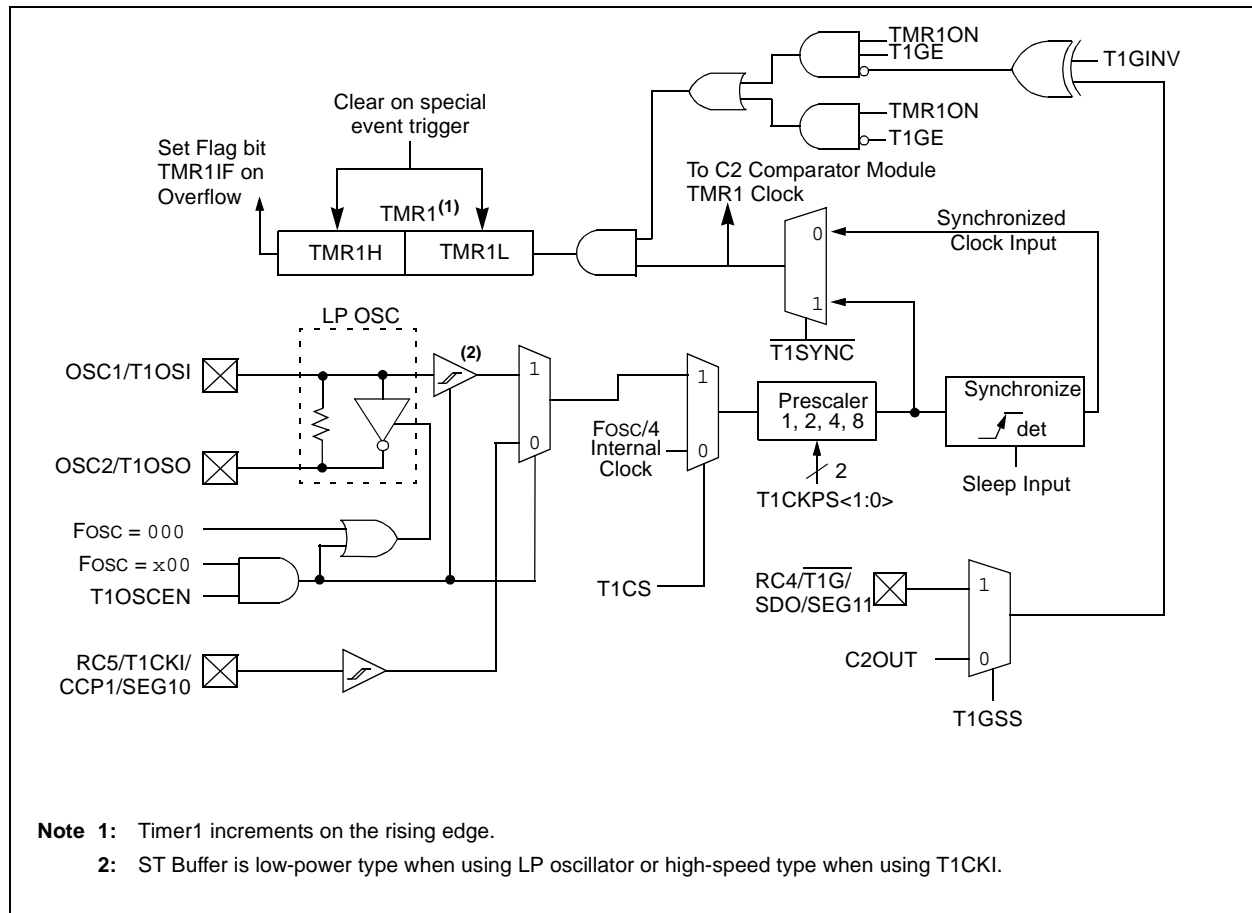 TMR1ON
T1GE
T1GINV
TMR1ON
T1GE
Clear on special
event trigger
Set Flag bit
TMR1IF on
Overflow
To C2 Comparator Module
TMR1 Clock
TMR1(1)
TMR1H
TMR1L
0
1
Synchronized
Clock Input
T1SYNC
LP OSC
OSC1/T1OSI
(2)
1
0
OSC2/T1OSO
FOSC/4
Internal
Clock
1
0
Prescaler
1, 2, 4, 8
2
T1CKPS<1:0>
Synchronize
det
Sleep Input
FOSC = 000
FOSC = x00
T1OSCEN
T1CS
RC5/T1CKI/
CCP1/SEG10
RC4/T1G/
SDO/SEG11
1
0
C2OUT
T1GSS
Note 1: Timer1 increments on the rising edge.
2: ST Buffer is low-power type when using LP oscillator or high-speed type when using T1CKI.